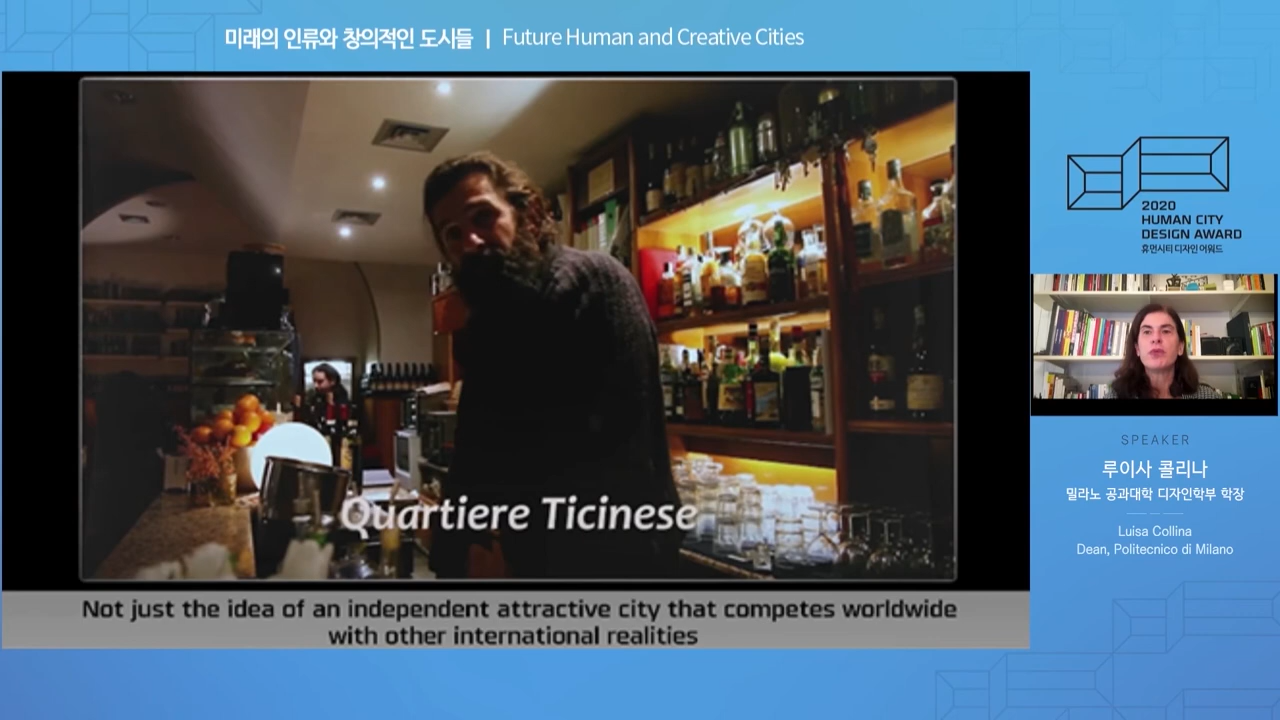 미래의 인류와 창의적인 도시들 | Future Human and Creative Cities
2020
HUMAN CITY
DESIGN AWARD
휴먼시티 디자인 어워드
Quartiere Ticinese
Not just the idea of an independent attractive city that competes worldwide
with other international realities
SPEAKER
루이사 콜리나
밀라노 공과대학 디자인학부 학장
Luisa Collina
Dean, Politecnico di Milano